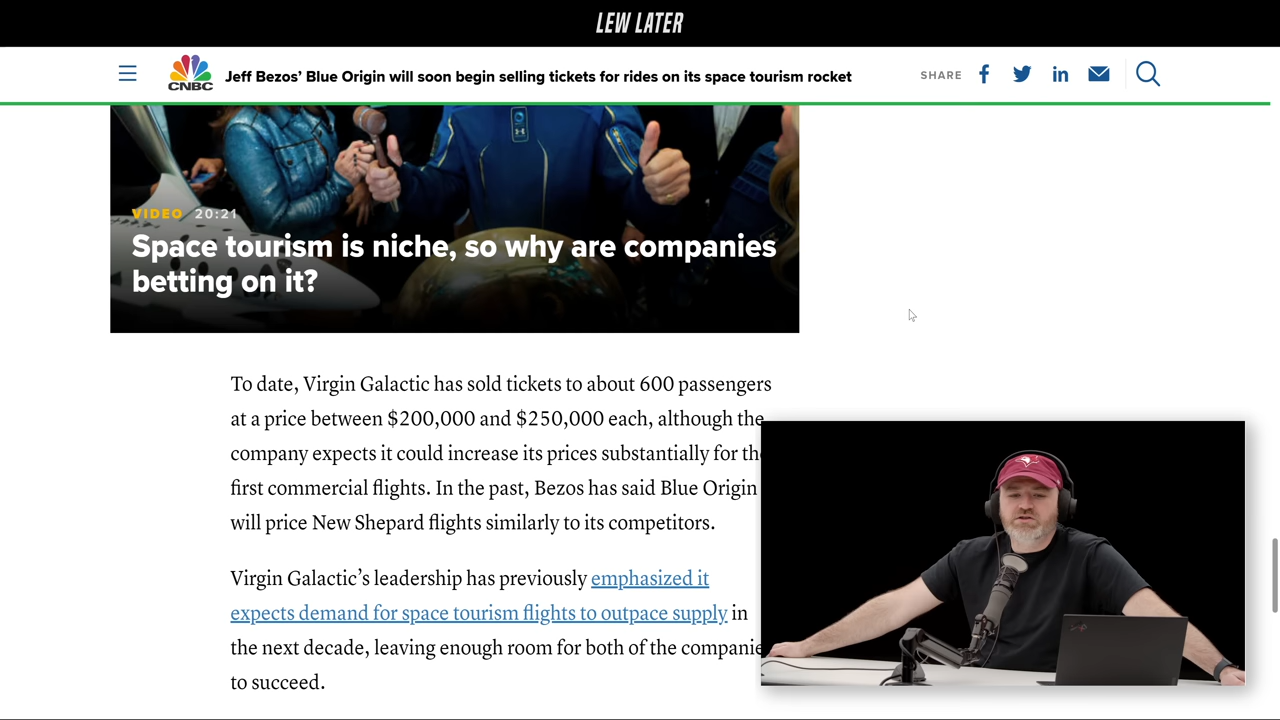 LEW LATER
CNBC
Jeff Bezos’ Blue Origin will soon begin selling tickets for rides on its space tourism rocket
SHARE
VIDEO 20:21
Space tourism is niche, so why are companies
betting on it?
To date, Virgin Galactic has sold tickets to about 600 passengers
at a price between $200,000 and $250,000 each, although the
company expects it could increase its prices substantially for the
first commercial flights. In the past, Bezos has said Blue Origin
will price New Shepard flights similarly to its competitors.
Virgin Galactic’s leadership has previously emphasized it
expects demand for space tourism flights to outpace supply in
the next decade, leaving enough room for both of the companie
to succeed.